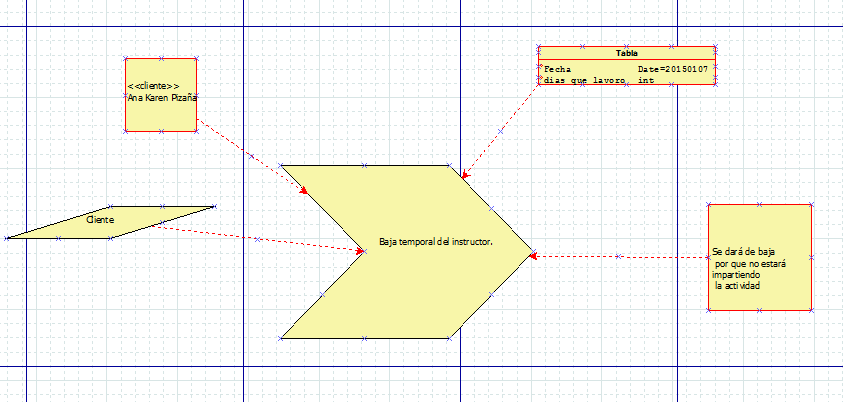 Tabla
Fecha Date=20150107
dias que lavoro, int
<<cliente>>
Ana Karen Pizaña
Cliente
Baja temporal del instructor.
Se dará de baja
por que no estará
impartiendo
la actividad